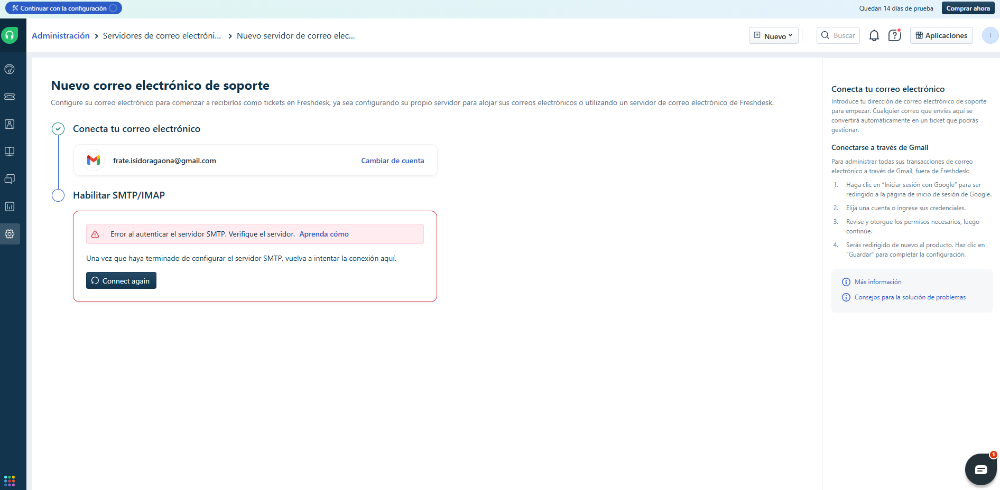 Continuar con la configuración
Quedan 14 días de prueba
Comprar ahora
Administración > Servidores de correo electróni... > Nuevo servidor de correo elec...
Nuevo
Buscar
Aplicaciones
I
Nuevo correo electrónico de soporte
Configure su correo electrónico para comenzar a recibirlos como tickets en Freshdesk, ya sea configurando su propio servidor para alojar sus correos electrónicos o utilizando un servidor de correo electrónico de Freshdesk.
Conecta tu correo electrónico
frate.isidoragaona@gmail.com
Cambiar de cuenta
Habilitar SMTP/IMAP
Error al autenticar el servidor SMTP. Verifique el servidor. Aprenda cómo
Una vez que haya terminado de configurar el servidor SMTP, vuelva a intentar la conexión aquí.
Connect again
Conecta tu correo electrónico
Introduce tu dirección de correo electrónico de soporte
para empezar. Cualquier correo que envíes aquí se
convertirá automáticamente en un ticket que podrás
gestionar.
Conectarse a través de Gmail
Para administrar todas sus transacciones de correo
electrónico a través de Gmail, fuera de Freshdesk:
1. Haga clic en “Iniciar sesión con Google” para ser
redirigido a la página de inicio de sesión de Google.
2. Elija una cuenta o ingrese sus credenciales.
3. Revise y otorgue los permisos necesarios, luego
continúe.
4. Serás redirigido de nuevo al producto. Haz clic en
"Guardar" para completar la configuración.
Más información
Consejos para la solución de problemas
1